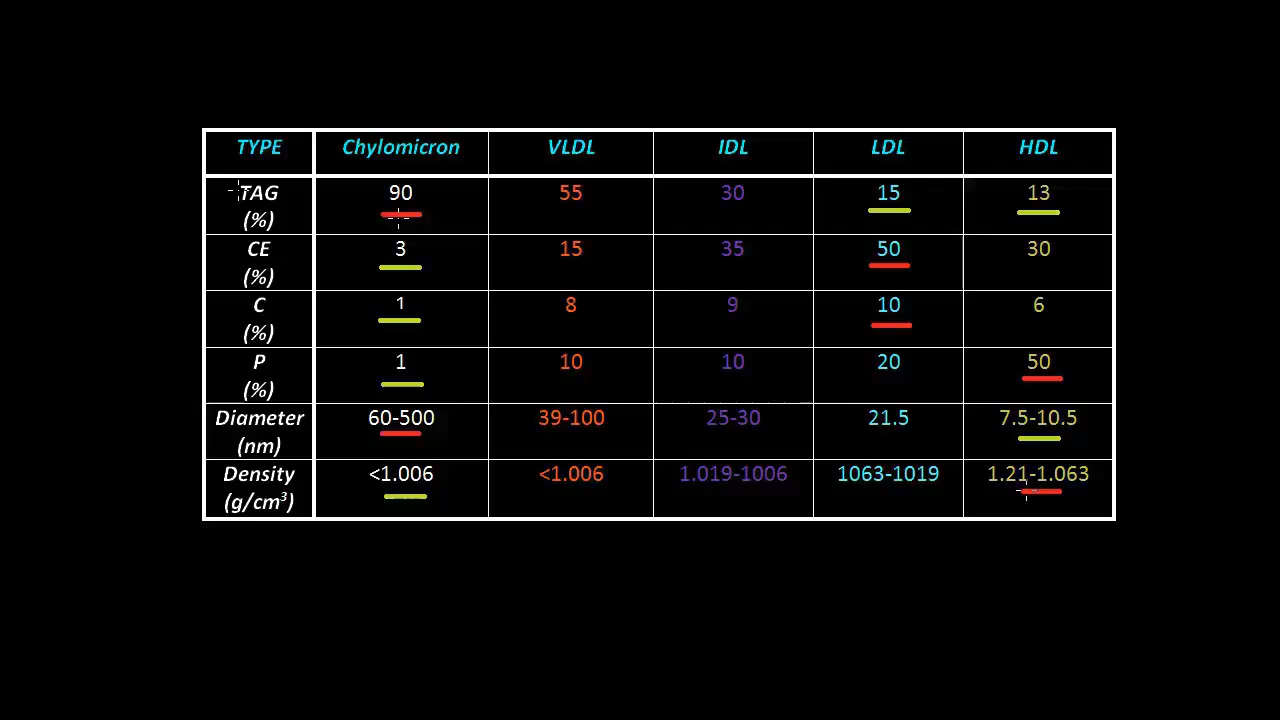 TYPE Chylomicron VLDL IDL LDL HDL
TAG 90 55 30 15 13
(%)
CE 3 15 35 50 30
(%)
C 1 8 9 10 6
(%)
P 1 10 10 20 50
(%)
Diameter 60-500 39-100 25-30 21.5 7.5-10.5
(nm)
Density <1.006 <1.006 1.019-1006 1063-1019 1.21-1.063
(g/cm³)